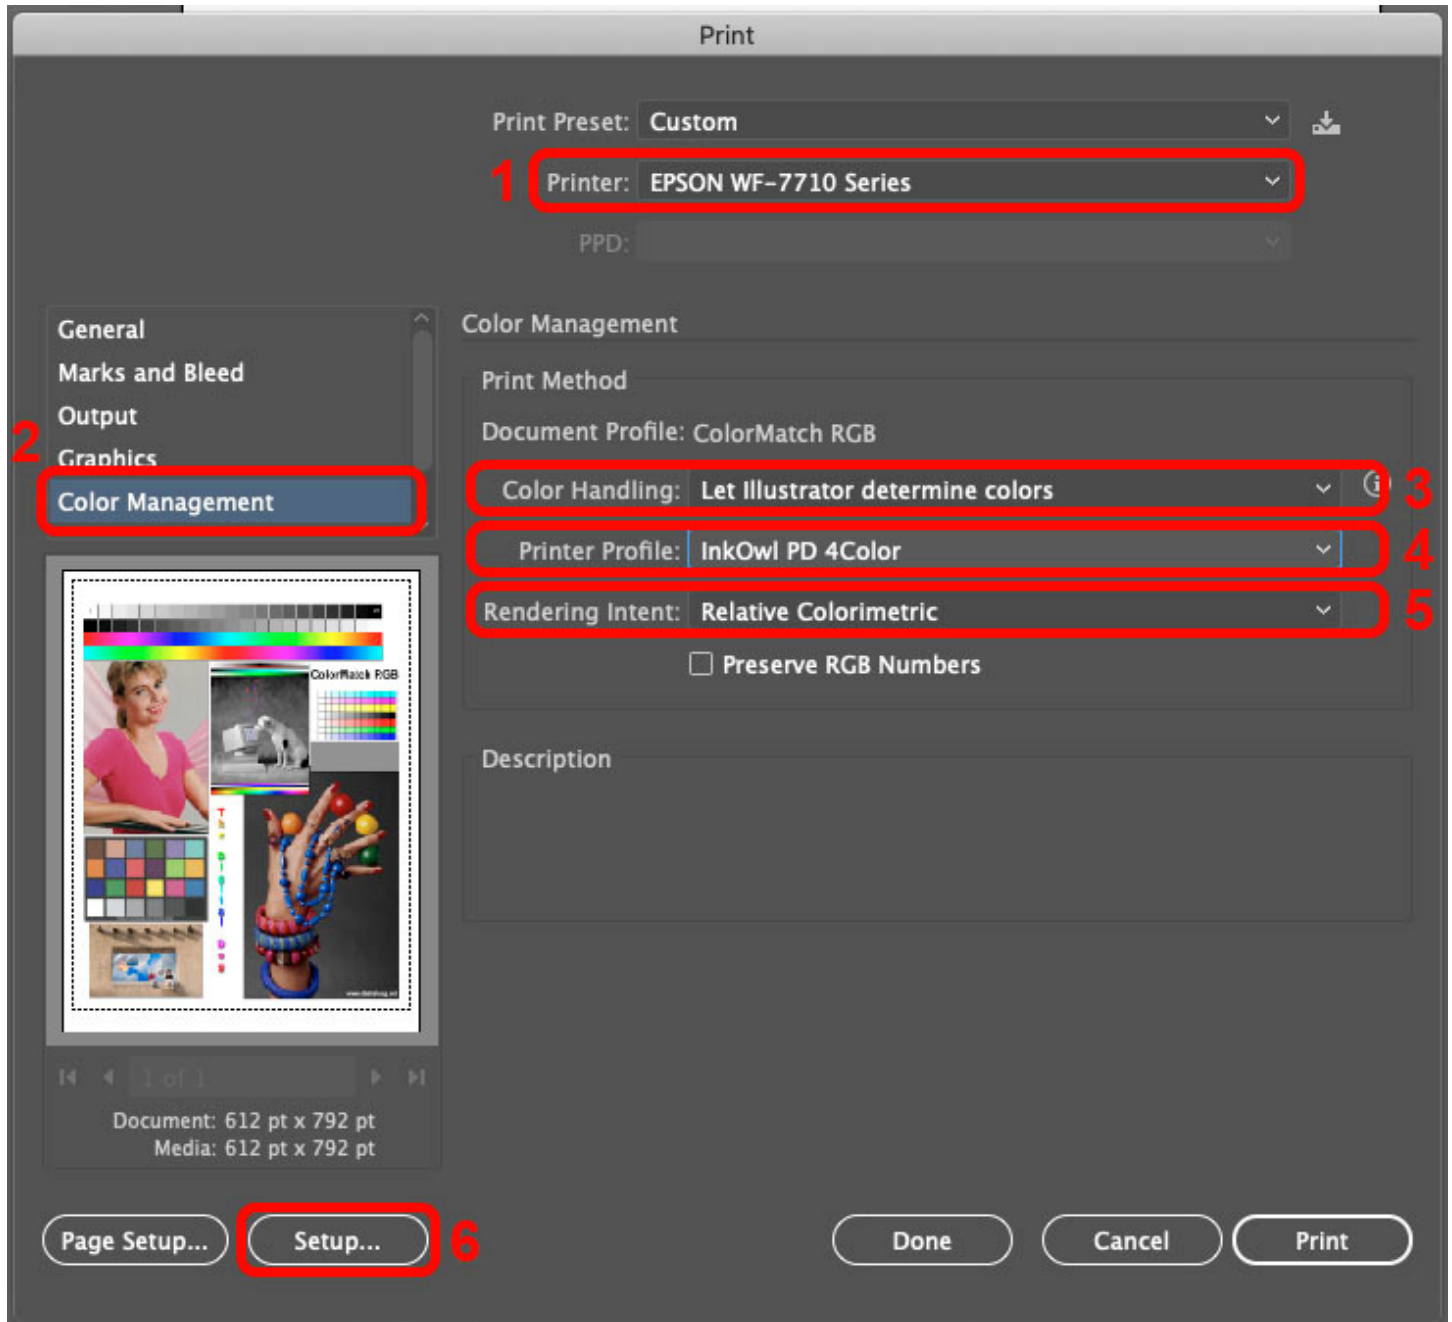 Print
Print Preset: Custom
1 Printer: EPSON WF-7710 Series
PPD:
General
Marks and Bleed
Output
Graphics
2
Color Management
Color Management
Print Method
Document Profile: ColorMatch RGB
Color Handling: Let Illustrator determine colors 3
Printer Profile: InkOwl PD 4Color 4
Rendering Intent: Relative Colorimetric 5
Preserve RGB Numbers
Description
ColorMatch RGB
The Digital Dog
1 of 1
Document: 612 pt x 792 pt
Media: 612 pt x 792 pt
Page Setup...
Setup... 6
Done
Cancel
Print